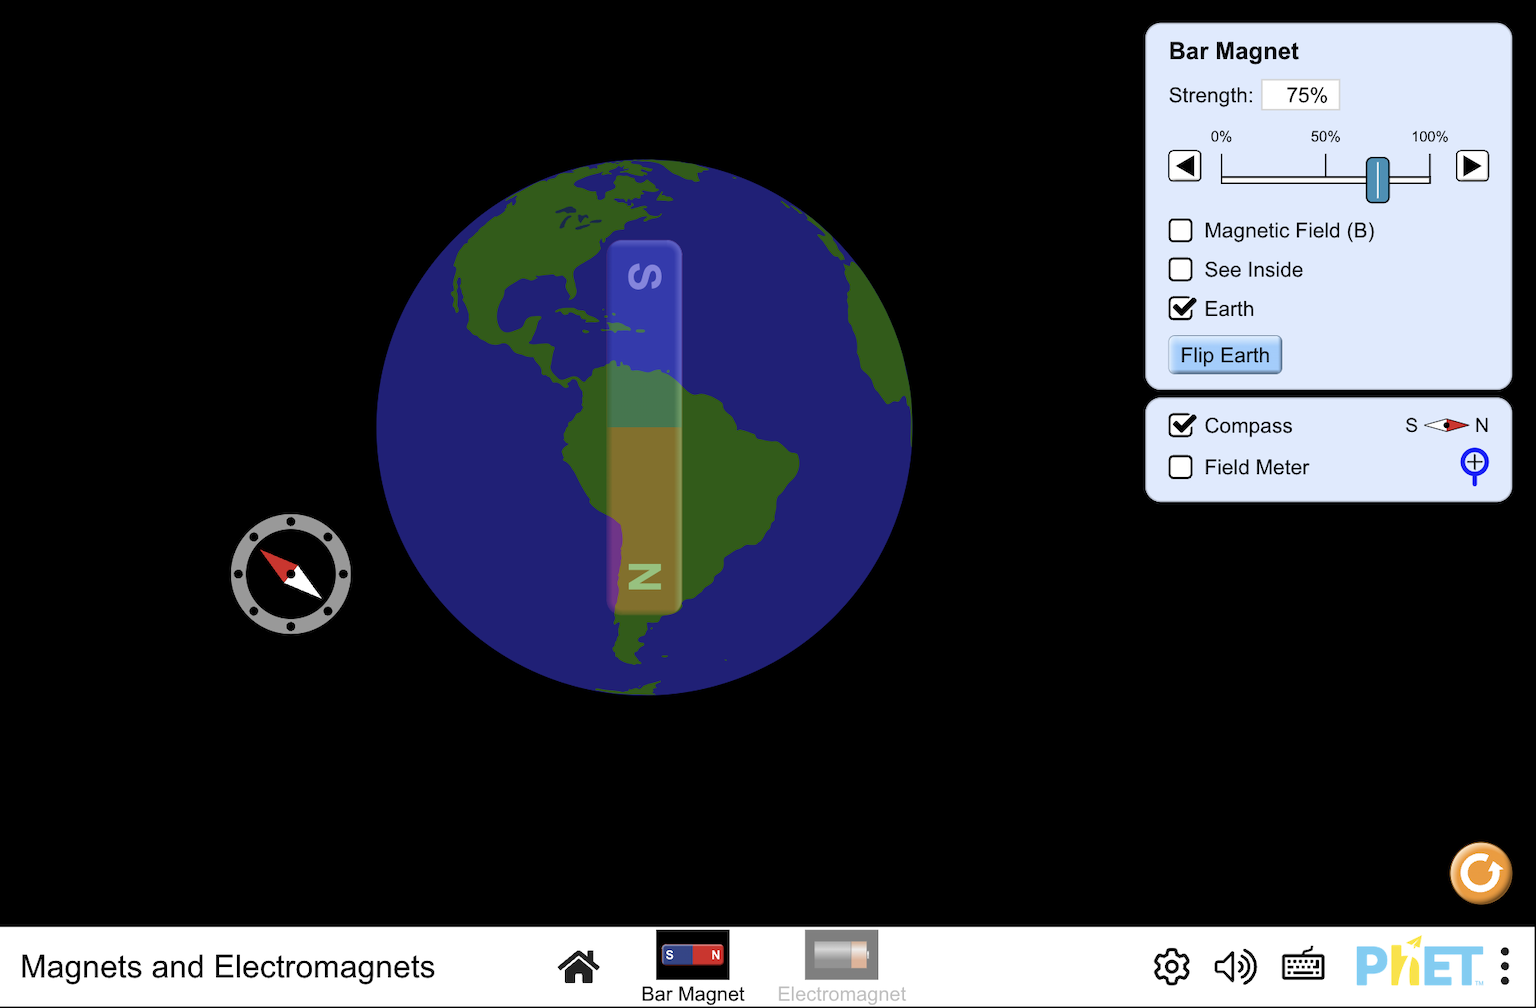 Bar Magnet
Strength: 75%
0% 50% 100%
Magnetic Field (B)
See Inside
Earth
Flip Earth
Compass S N
Field Meter
S
N
Magnets and Electromagnets
S N
Bar Magnet
Electromagnet
PhET™